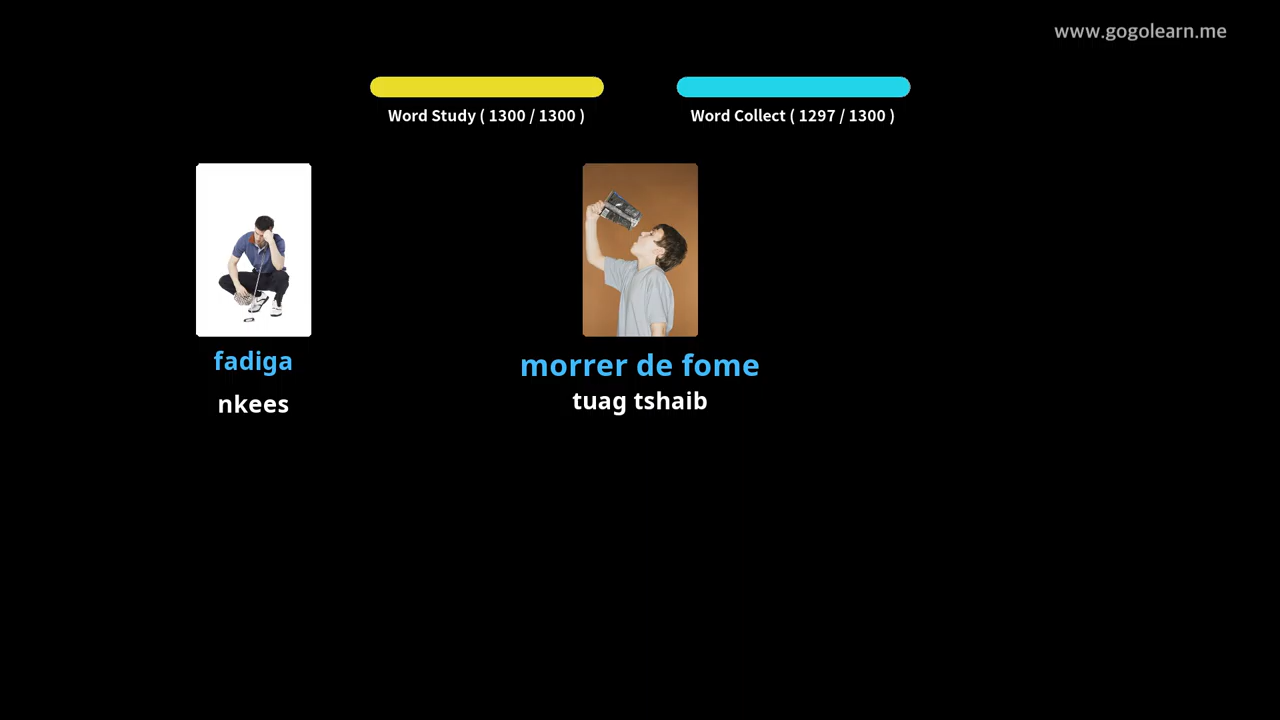 www.gogolearn.me
Word Study ( 1300 / 1300 )
Word Collect ( 1297 / 1300 )
fadiga
nkees
morrer de fome
tuag tshaib